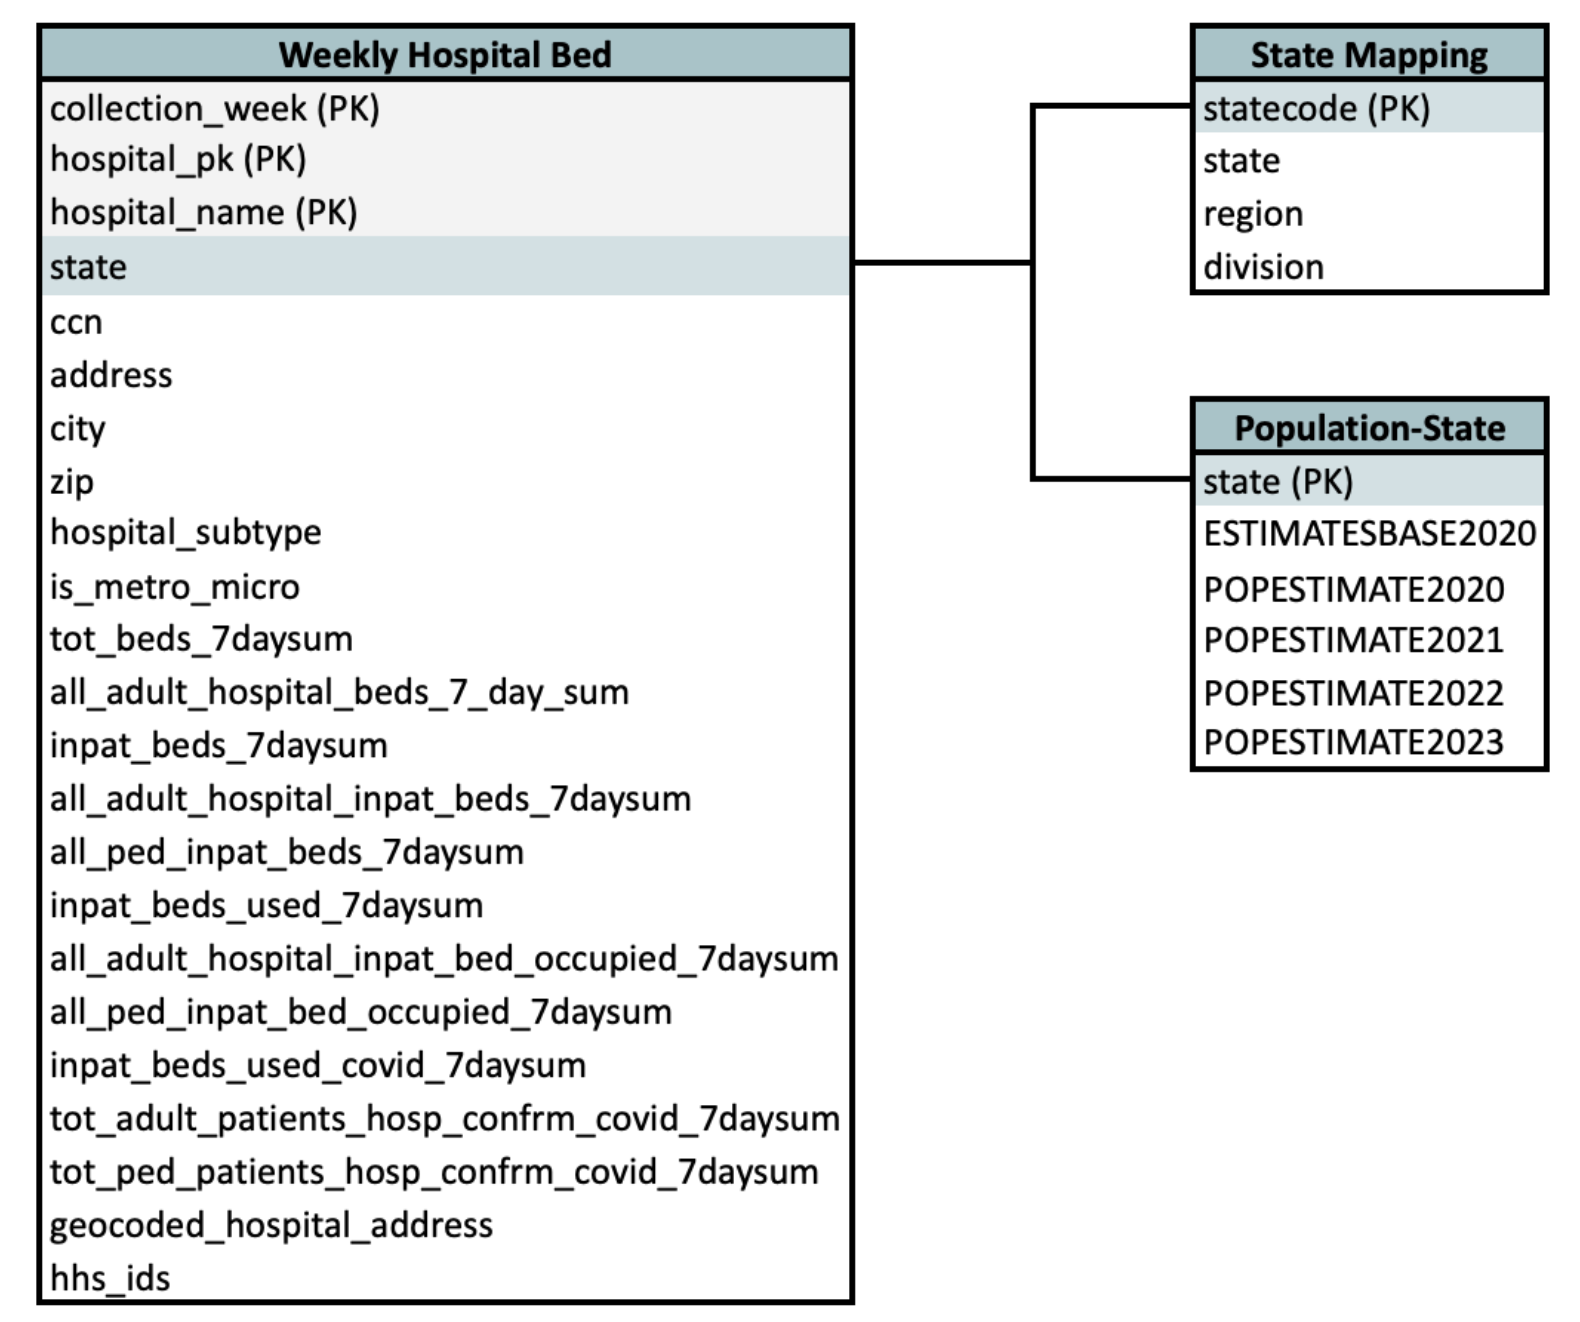 Weekly Hospital Bed
collection_week (PK)
hospital_pk (PK)
hospital_name (PK)
state
ccn
address
city
zip
hospital_subtype
is_metro_micro
tot_beds_7daysum
all_adult_hospital_beds_7_day_sum
inpat_beds_7daysum
all_adult_hospital_inpat_beds_7daysum
all_ped_inpat_beds_7daysum
inpat_beds_used_7daysum
all_adult_hospital_inpat_bed_occupied_7daysum
all_ped_inpat_bed_occupied_7daysum
inpat_beds_used_covid_7daysum
tot_adult_patients_hosp_confrm_covid_7daysum
tot_ped_patients_hosp_confrm_covid_7daysum
geocoded_hospital_address
hhs_ids
State Mapping
statecode (PK)
state
region
division
Population-State
state (PK)
ESTIMATESBASE2020
POPESTIMATE2020
POPESTIMATE2021
POPESTIMATE2022
POPESTIMATE2023